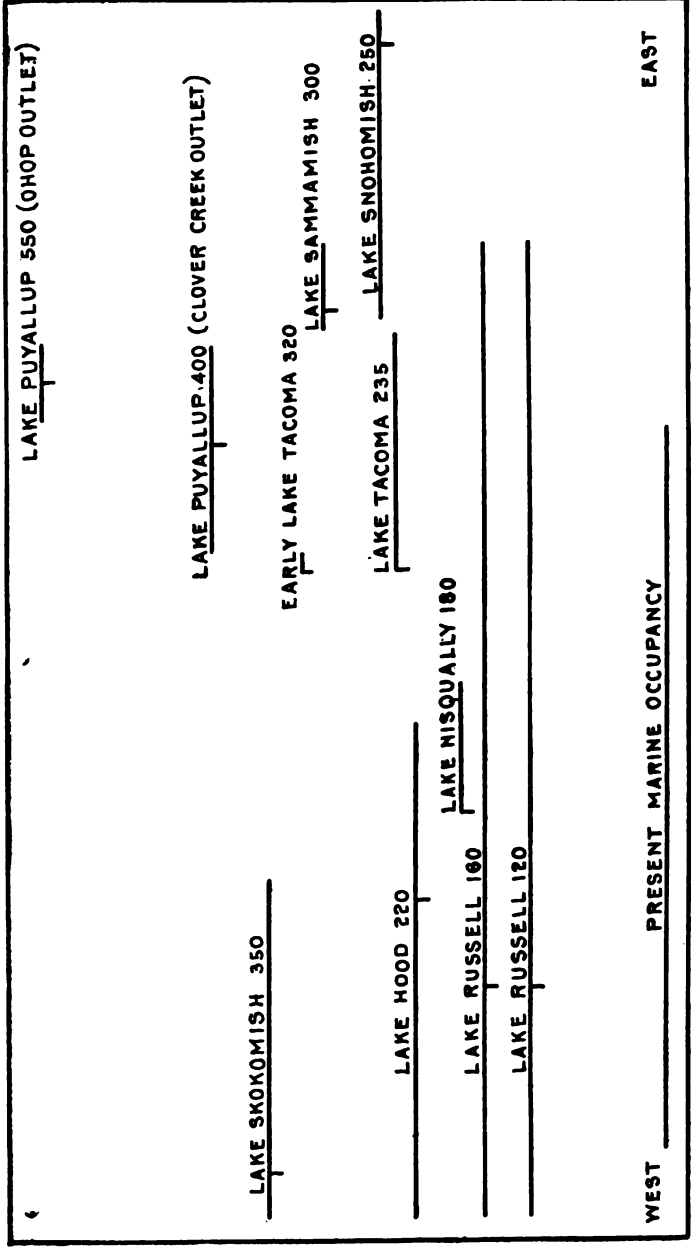 LAKE PUYALLUP 550 (OHOP OUTLET)
LAKE PUYALLUP 400 (CLOVER CREEK OUTLET)
LAKE SKOKOMISH 350
EARLY LAKE TACOMA 320
LAKE SAMMAMISH 300
LAKE SNOHOMISH 250
LAKE TACOMA 235
LAKE HOOD 220
LAKE NISQUALLY 180
LAKE RUSSELL 160
LAKE RUSSELL 120
WEST PRESENT MARINE OCCUPANCY EAST